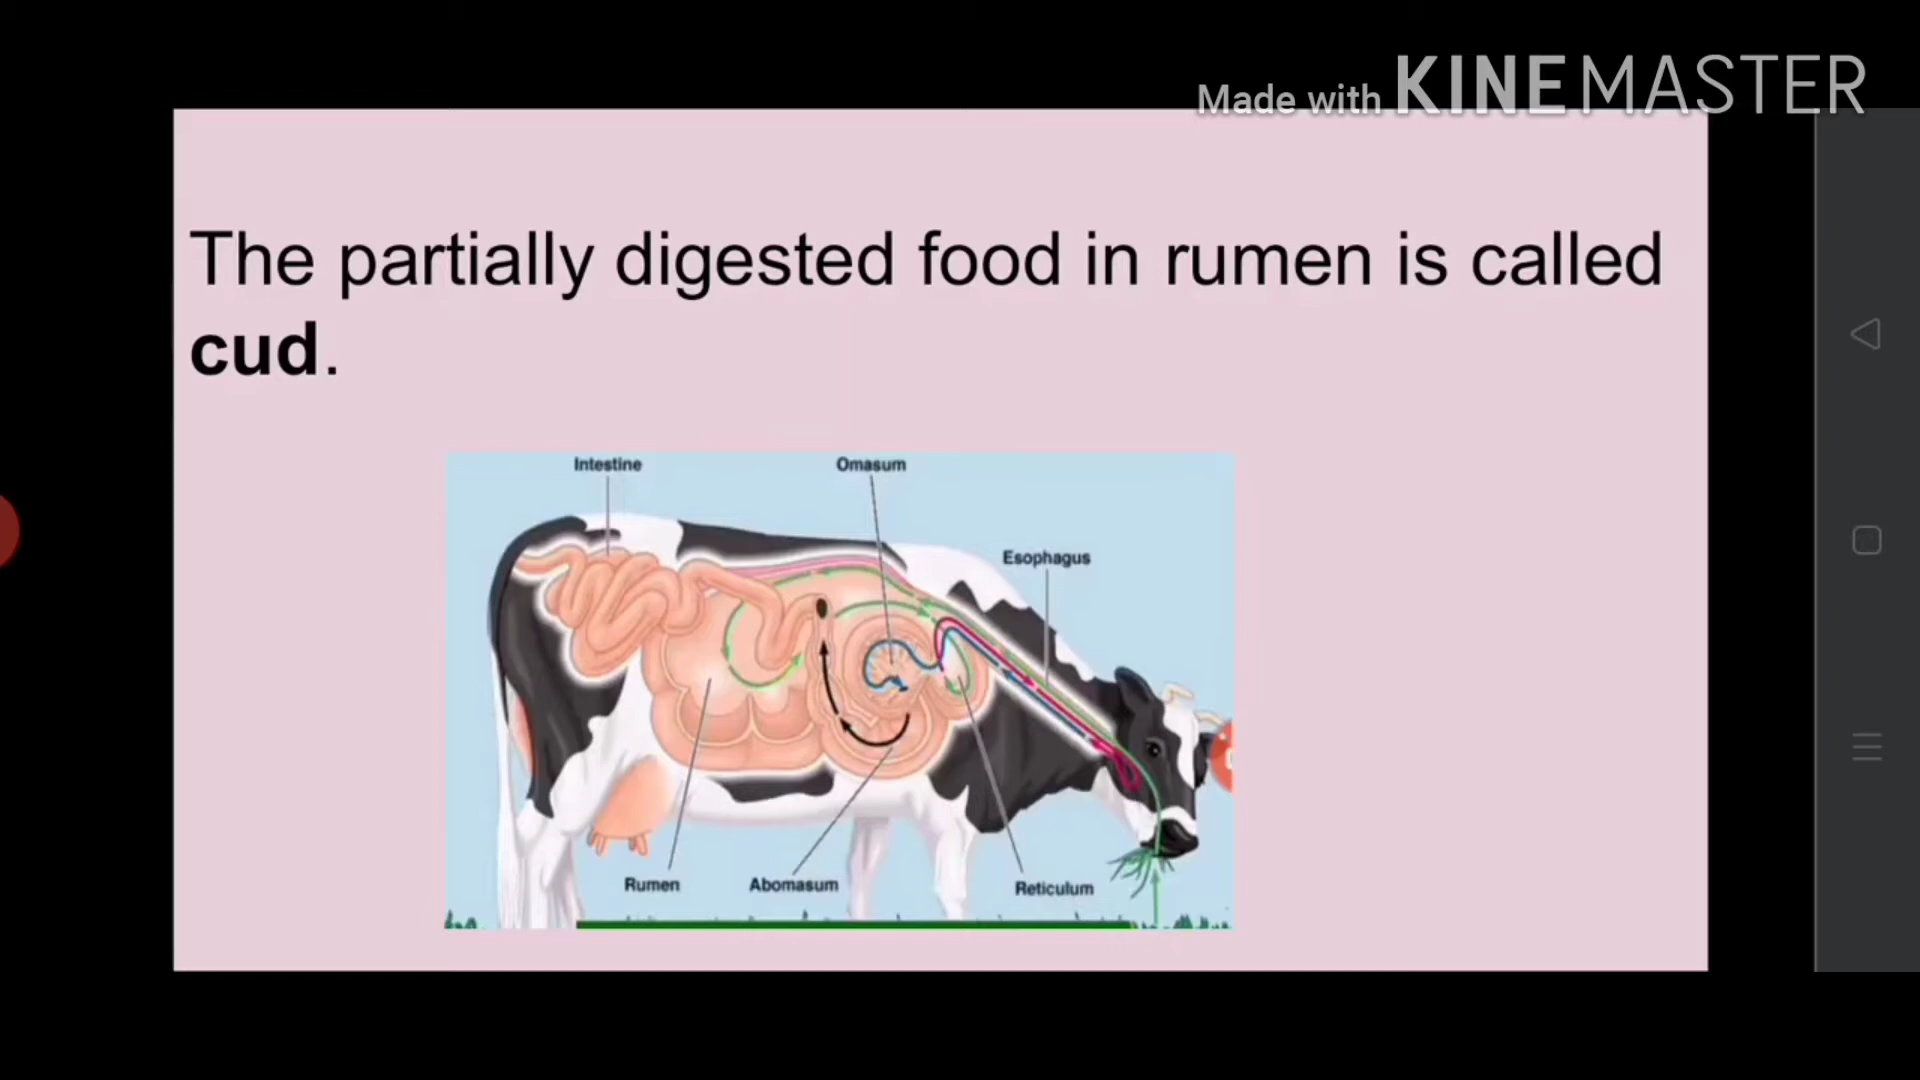 Made with KINEMASTER
The partially digested food in rumen is called
cud.
Intestine
Omasum
Esophagus
Rumen
Abomasum
Reticulum